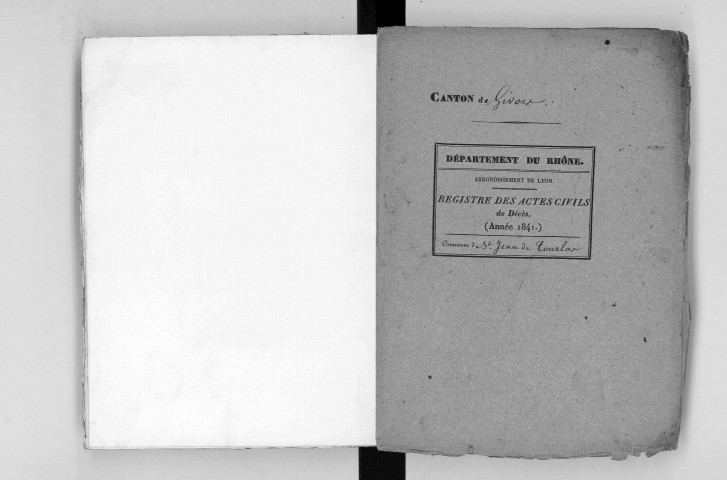 CANTON de Givors
DÉPARTEMENT DU RHÔNE.
ARRONDISSEMENT DE LYON.
REGISTRE DES ACTES CIVILS
de Décès.
(Année 1841.)
Commune de St. Jean de Touslas